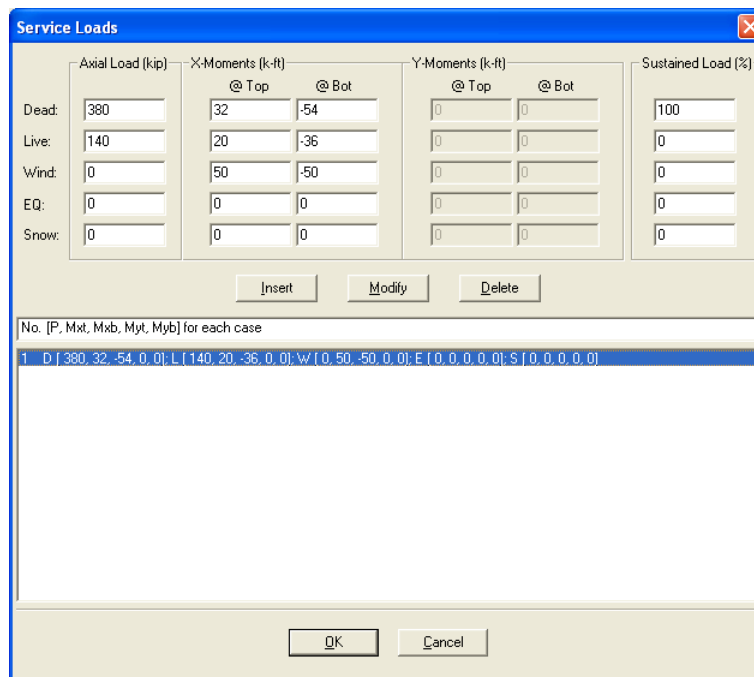 Service Loads
Axial Load (kip) X-Moments (k-ft) Y-Moments (k-ft) Sustained Load (%)
@ Top @ Bot @ Top @ Bot
Dead: 380 32 -54 0 0 100
Live: 140 20 -36 0 0 0
Wind: 0 50 -50 0 0 0
EQ: 0 0 0 0 0 0
Snow: 0 0 0 0 0 0
Insert Modify Delete
No. [P, Mxt, Mxb, Myt, Myb] for each case
1 D [ 380, 32, -54, 0, 0]; L [ 140, 20, -36, 0, 0]; W [ 0, 50, -50, 0, 0]; E [ 0, 0, 0, 0, 0]; S [ 0, 0, 0, 0, 0]
OK Cancel